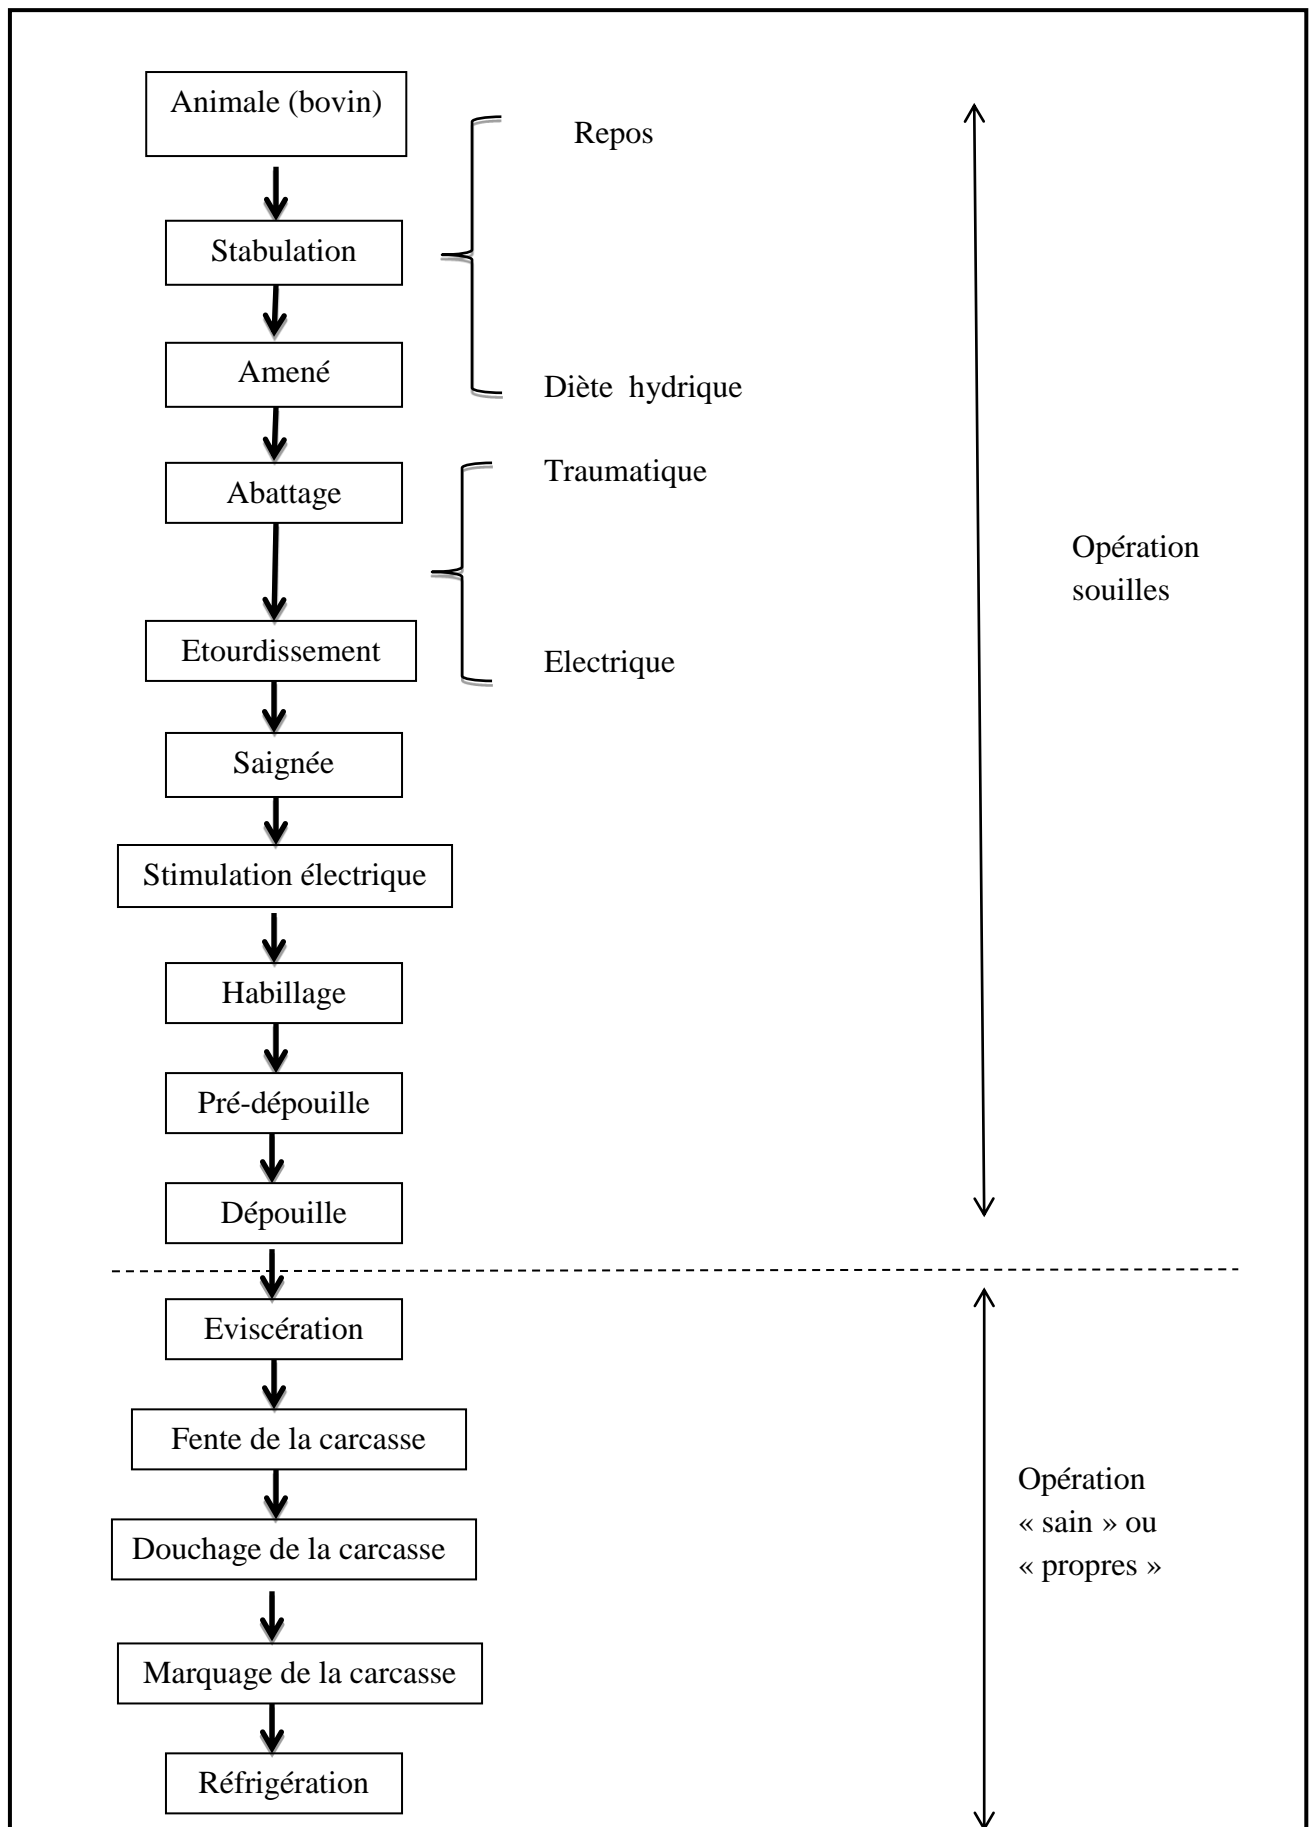 Animale (bovin)
Repos
Stabulation
Amené
Diète hydrique
Abattage
Traumatique
Opération
souilles
Etourdissement
Electrique
Saignée
Stimulation électrique
Habillage
Pré-dépouille
Dépouille
Eviscération
Fente de la carcasse
Opération
« sain » ou
« propres »
Douchage de la carcasse
Marquage de la carcasse
Réfrigération